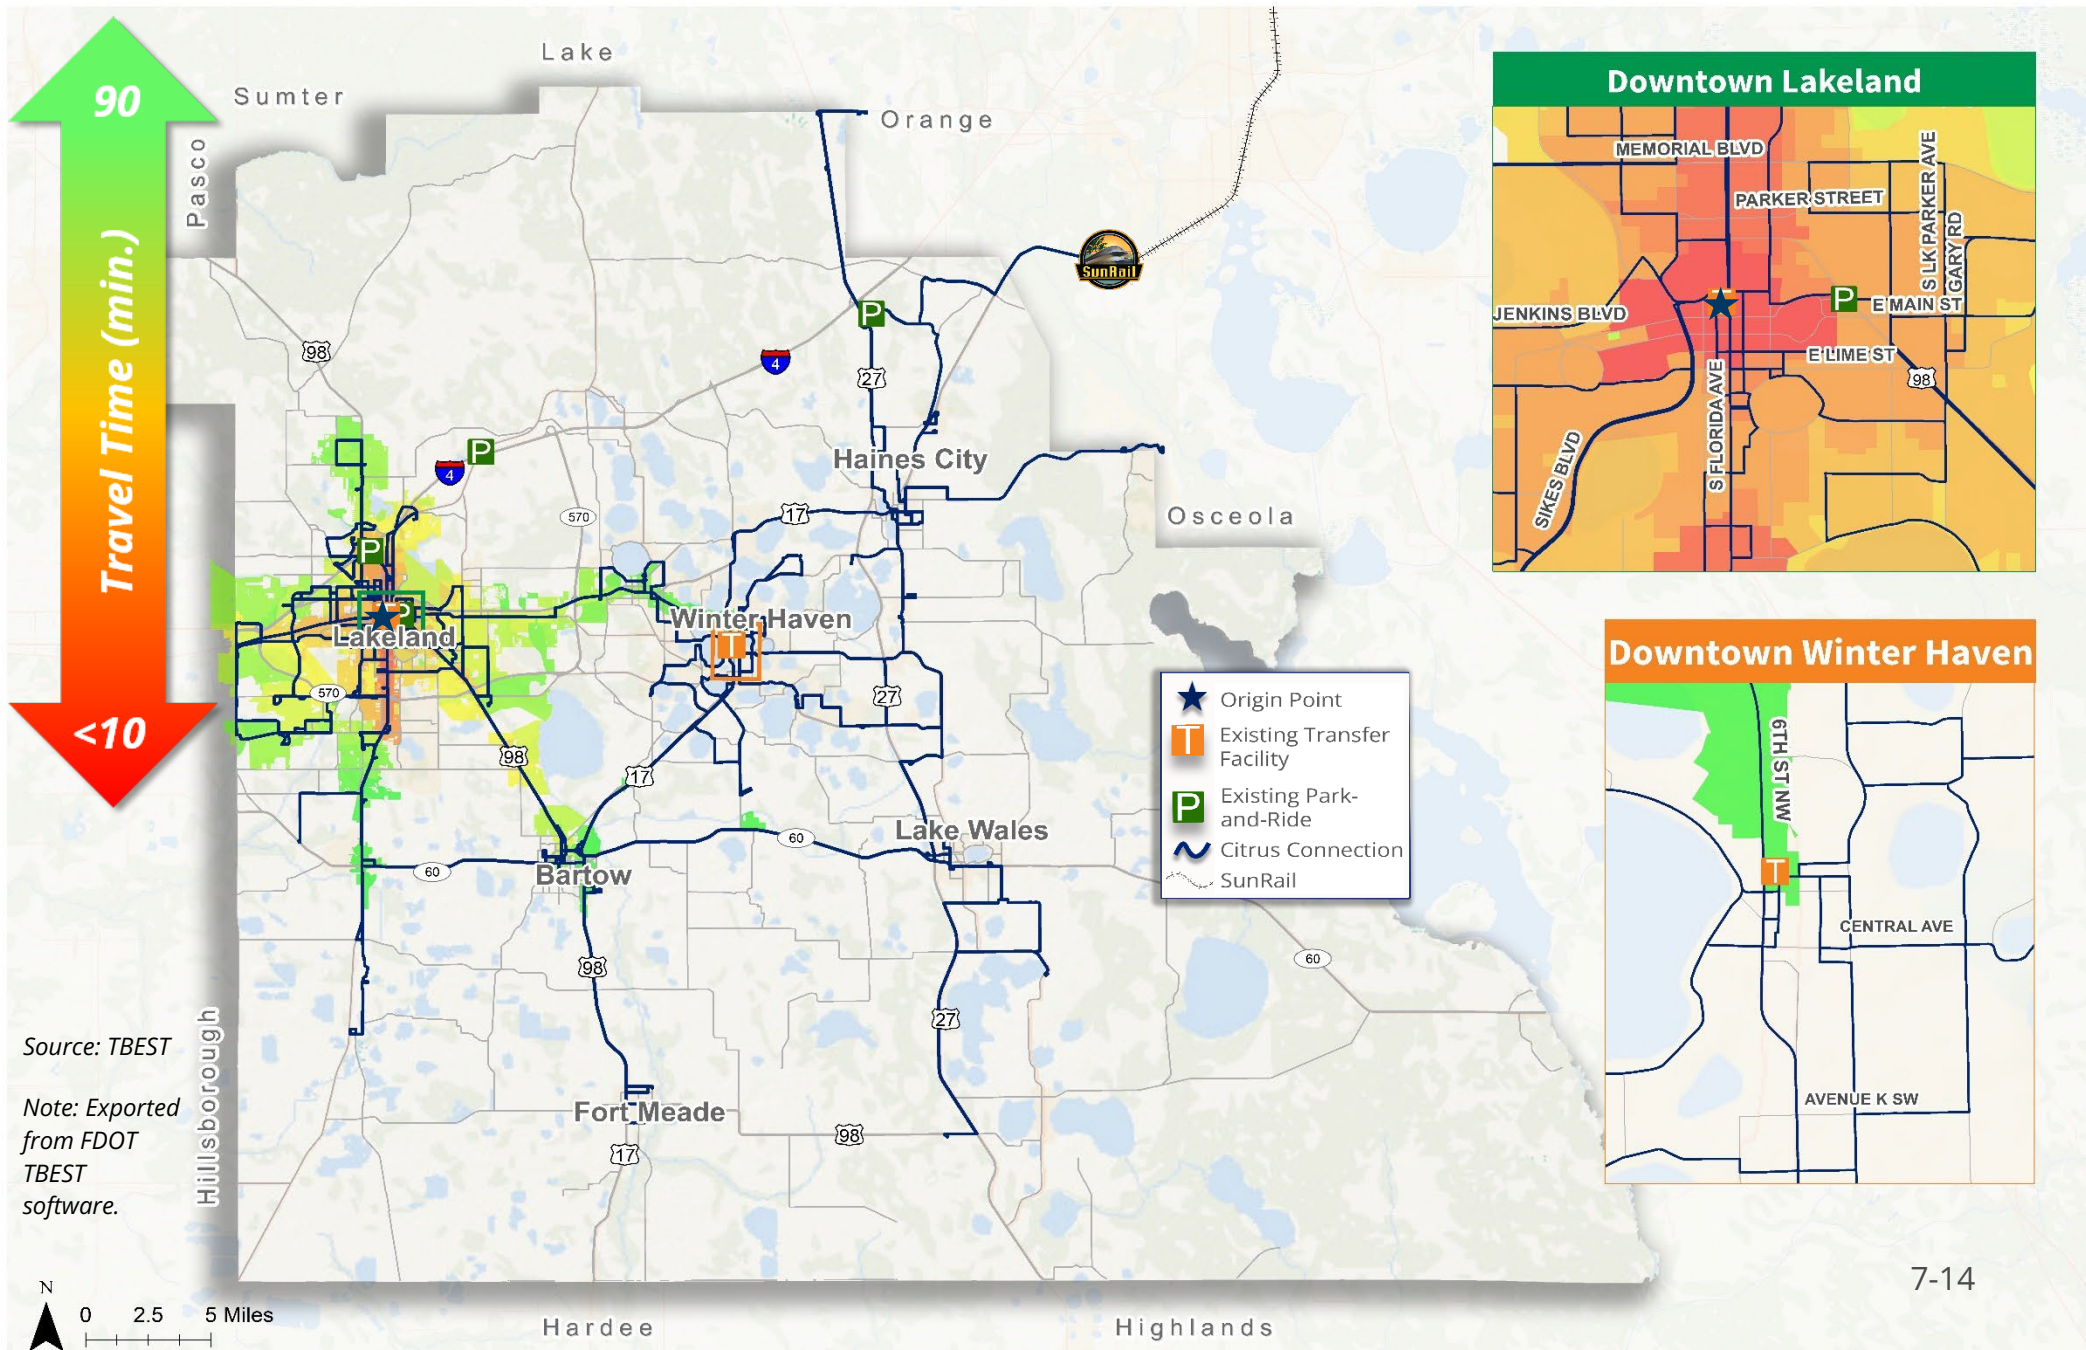 90
Travel Time (min.)
<10
Lake
Sumter
Orange
Pasco
SunRail
98
4
27
P
P
4
Haines City
17
570
Osceola
P
P
Lakeland
Winter Haven
T
570
27
98
17
Lake Wales
60
60
Bartow
98
60
27
Fort Meade
98
17
Hillsborough
Hardee
Highlands
Downtown Lakeland
MEMORIAL BLVD
PARKER STREET
S LK PARKER AVE
GARY RD
JENKINS BLVD
P
E MAIN ST
E LIME ST
98
S FLORIDA AVE
SIKES BLVD
Downtown Winter Haven
6TH ST NW
T
CENTRAL AVE
AVENUE K SW
Origin Point
T
Existing Transfer
Facility
P
Existing Park-
and-Ride
Citrus Connection
SunRail
Source: TBEST
Note: Exported
from FDOT
TBEST
software.
N
0 2.5 5 Miles
7-14